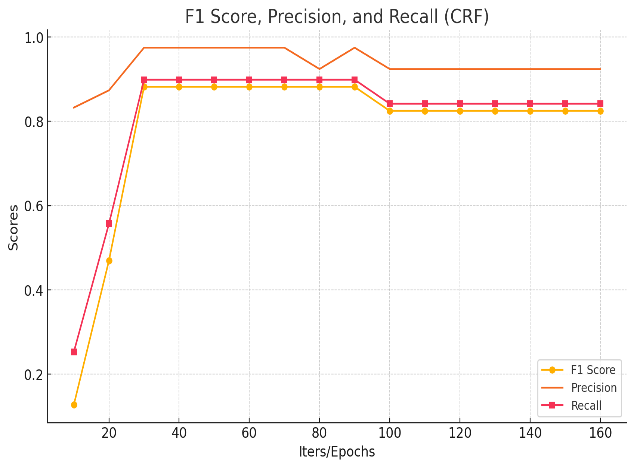 F1 Score, Precision, and Recall (CRF)
1.0
0.8
0.6
0.4
0.2
Scores
20 40 60 80 100 120 140 160
Iters/Epochs
F1 Score
Precision
Recall